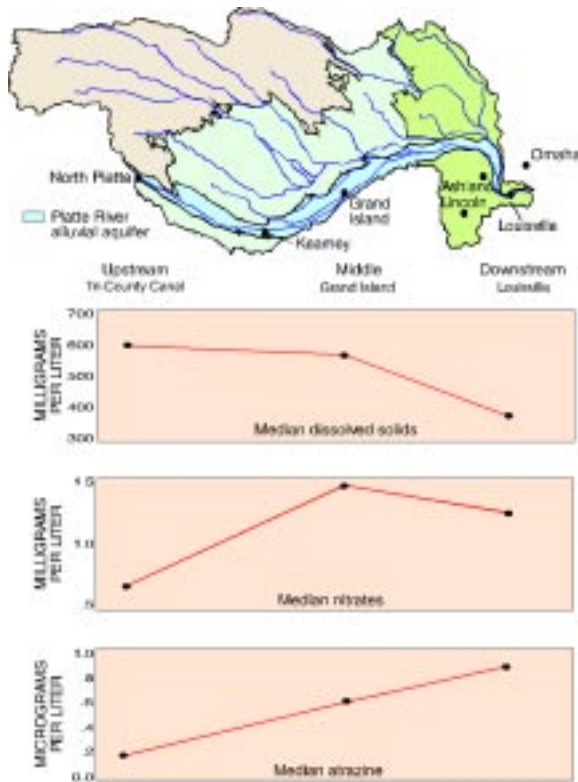 North Platte
Omaha
Ashland
Lincoln
Grand
Island
Platte River
alluvial aquifer
Louisville
Kearney
Upstream
Tri-County Canal
Middle
Grand Island
Downstream
Louisville
MILLIGRAMS
PER LITER
700
600
500
400
300
Median dissolved solids
MILLIGRAMS
PER LITER
1.5
1.0
.5
Median nitrates
MICROGRAMS
PER LITER
1.0
.8
.6
.4
.2
0.0
Median atrazine